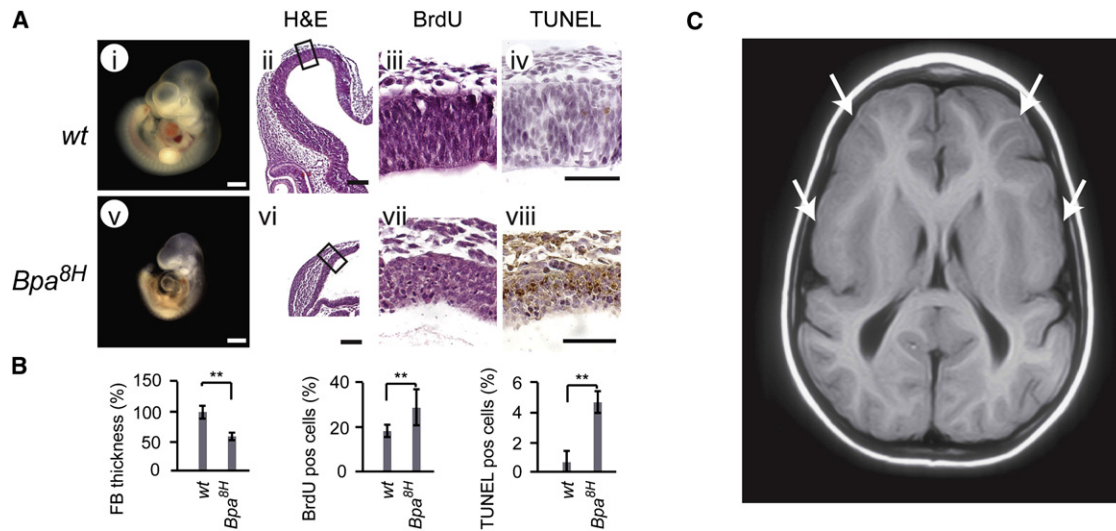 A
H&E
BrdU
TUNEL
wt
i
ii
iii
iv
Bpa8H
v
vi
vii
viii
B
FB thickness (%)
150
100
50
0
**
wt
Bpa8H
BrdU pos cells (%)
40
20
0
**
wt
Bpa8H
TUNEL pos cells (%)
6
4
2
0
**
wt
Bpa8H
C